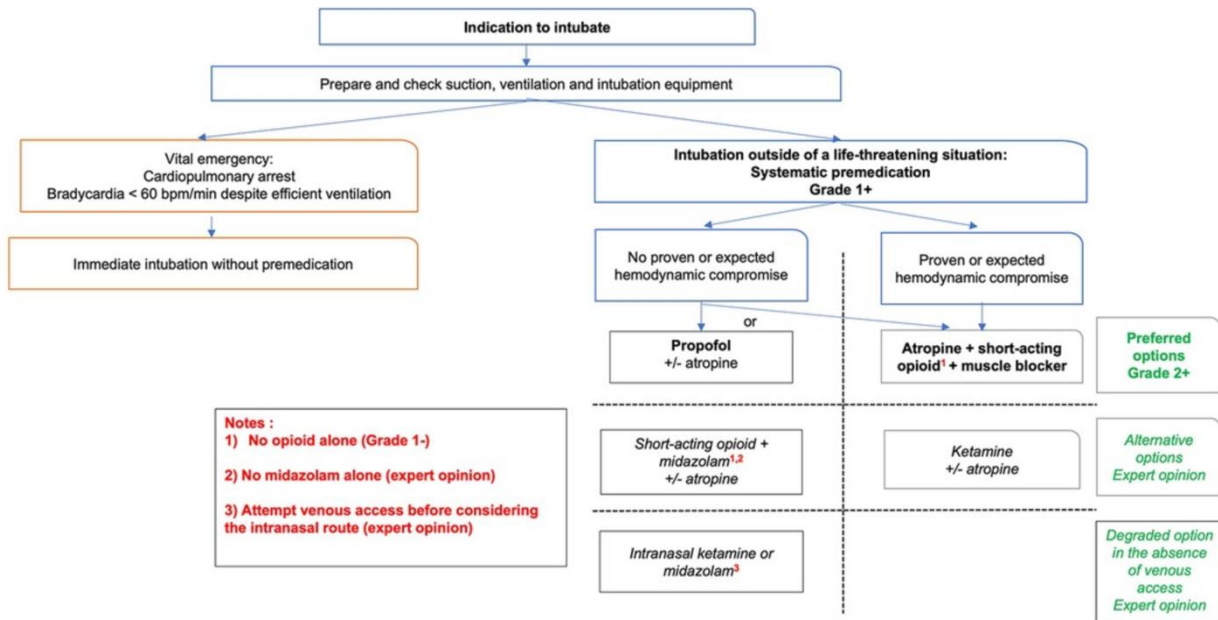 Indication to intubate
Prepare and check suction, ventilation and intubation equipment
Vital emergency:
Cardiopulmonary arrest
Bradycardia < 60 bpm/min despite efficient ventilation
Immediate intubation without premedication
Intubation outside of a life-threatening situation:
Systematic premedication
Grade 1+
No proven or expected
hemodynamic compromise
Proven or expected
hemodynamic compromise
or
Propofol
+/- atropine
Atropine + short-acting
opioid1 + muscle blocker
Preferred
options
Grade 2+
Notes :
1) No opioid alone (Grade 1-)
2) No midazolam alone (expert opinion)
3) Attempt venous access before considering
the intranasal route (expert opinion)
Short-acting opioid +
midazolam1,2
+/- atropine
Ketamine
+/- atropine
Alternative
options
Expert opinion
Intranasal ketamine or
midazolam3
Degraded option
in the absence
of venous
access
Expert opinion